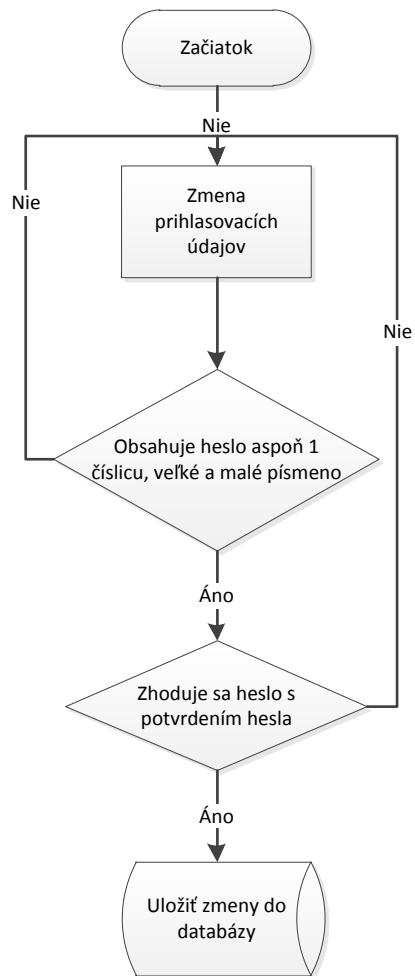 Začiatok
Nie
Nie
Zmena
prihlasovacích
údajov
Nie
Obsahuje heslo aspoň 1
číslicu, veľké a malé písmeno
Áno
Zhoduje sa heslo s
potvrdením hesla
Áno
Uložiť zmeny do
databázy